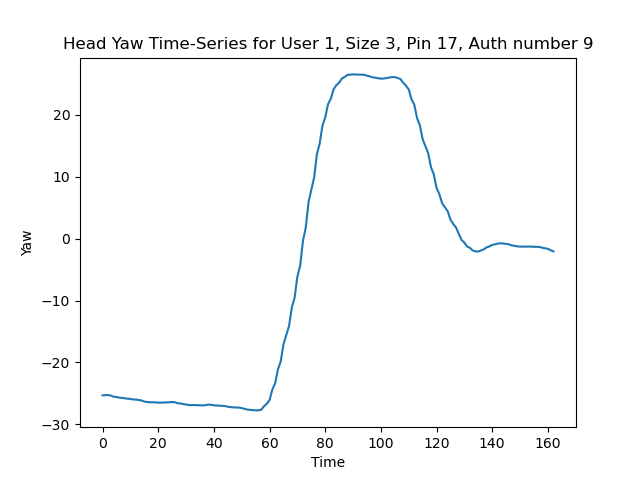 Head Yaw Time-Series for User 1, Size 3, Pin 17, Auth number 9
Yaw
20
10
0
−10
−20
−30
0 20 40 60 80 100 120 140 160
Time